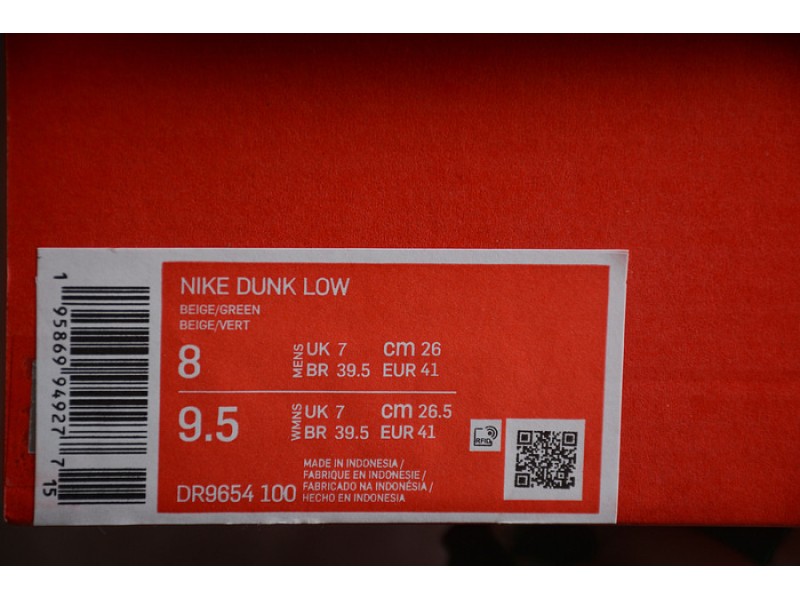 NIKE DUNK LOW
BEIGE/GREEN
BEIGE/VERT
8 MENS UK 7 cm 26
BR 39.5 EUR 41
9.5 WMNS UK 7 cm 26.5
BR 39.5 EUR 41
RFID
MADE IN INDONESIA /
FABRIQUE EN INDONESIE /
FABRICADO NA INDONÉSIA /
HECHO EN INDONESIA
DR9654 100
1 95869 94927 7 15